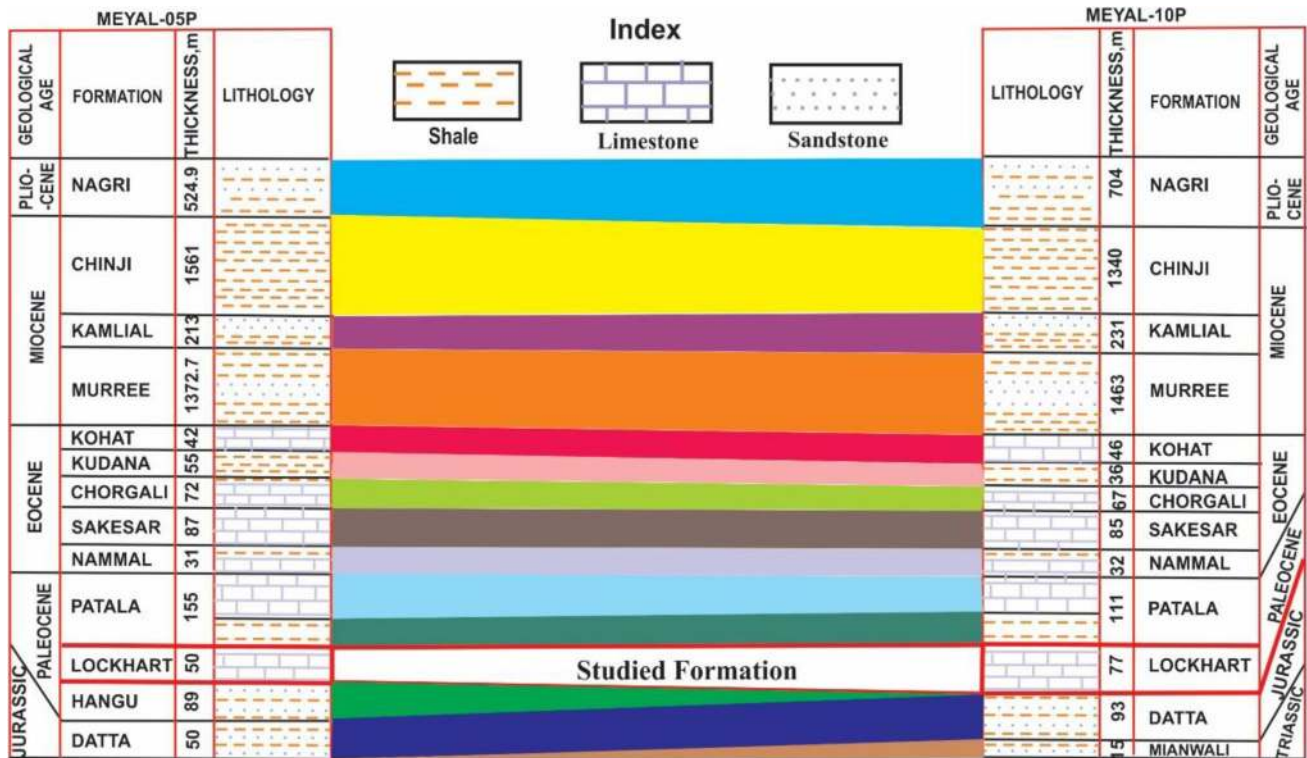 MEYAL-05P
GEOLOGICAL AGE
FORMATION
THICKNESS,m
LITHOLOGY
PLIO-
-CENE
NAGRI
524.9
MIOCENE
CHINJI
1561
KAMLIAL
213
MURREE
1372.7
EOCENE
KOHAT
42
KUDANA
55
CHORGALI
72
SAKESAR
87
NAMMAL
31
PALEOCENE
PATALA
155
LOCKHART
50
JURASSIC
HANGU
89
DATTA
50
Index
Shale
Limestone
Sandstone
Studied Formation
MEYAL-10P
LITHOLOGY
THICKNESS,m
FORMATION
GEOLOGICAL AGE
704
NAGRI
PLIO-
CENE
1340
CHINJI
MIOCENE
231
KAMLIAL
1463
MURREE
46
KOHAT
EOCENE
36
KUDANA
67
CHORGALI
85
SAKESAR
32
NAMMAL
PALEOCENE
111
PATALA
77
LOCKHART
JURASSIC
93
DATTA
TRIASSIC
15
MIANWALI